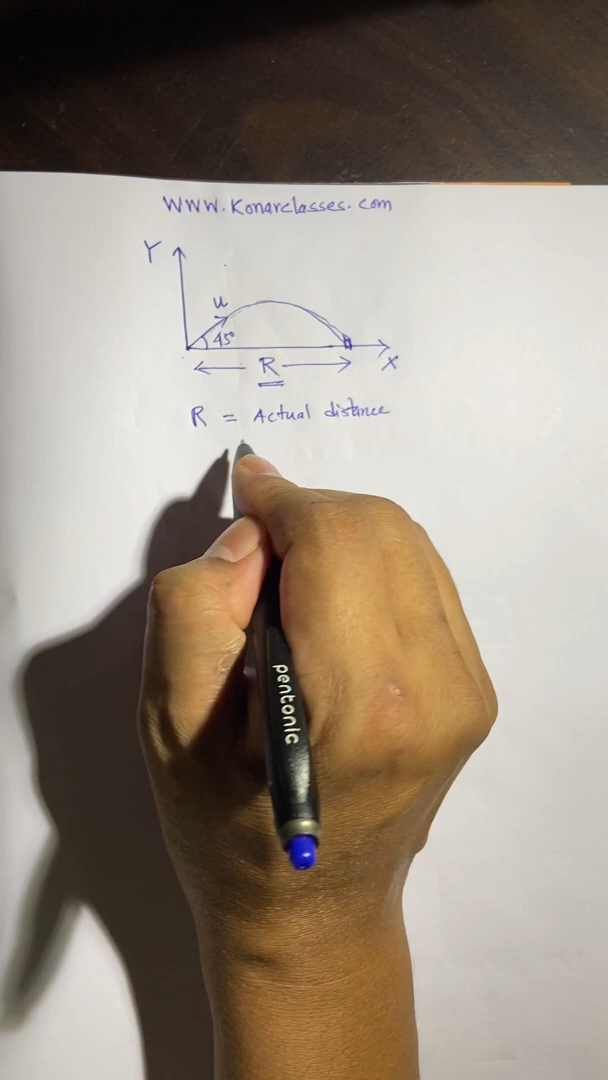 WWW.Konarclasses.com
Y
u
45°
R
X
R = Actual distance
pentonic